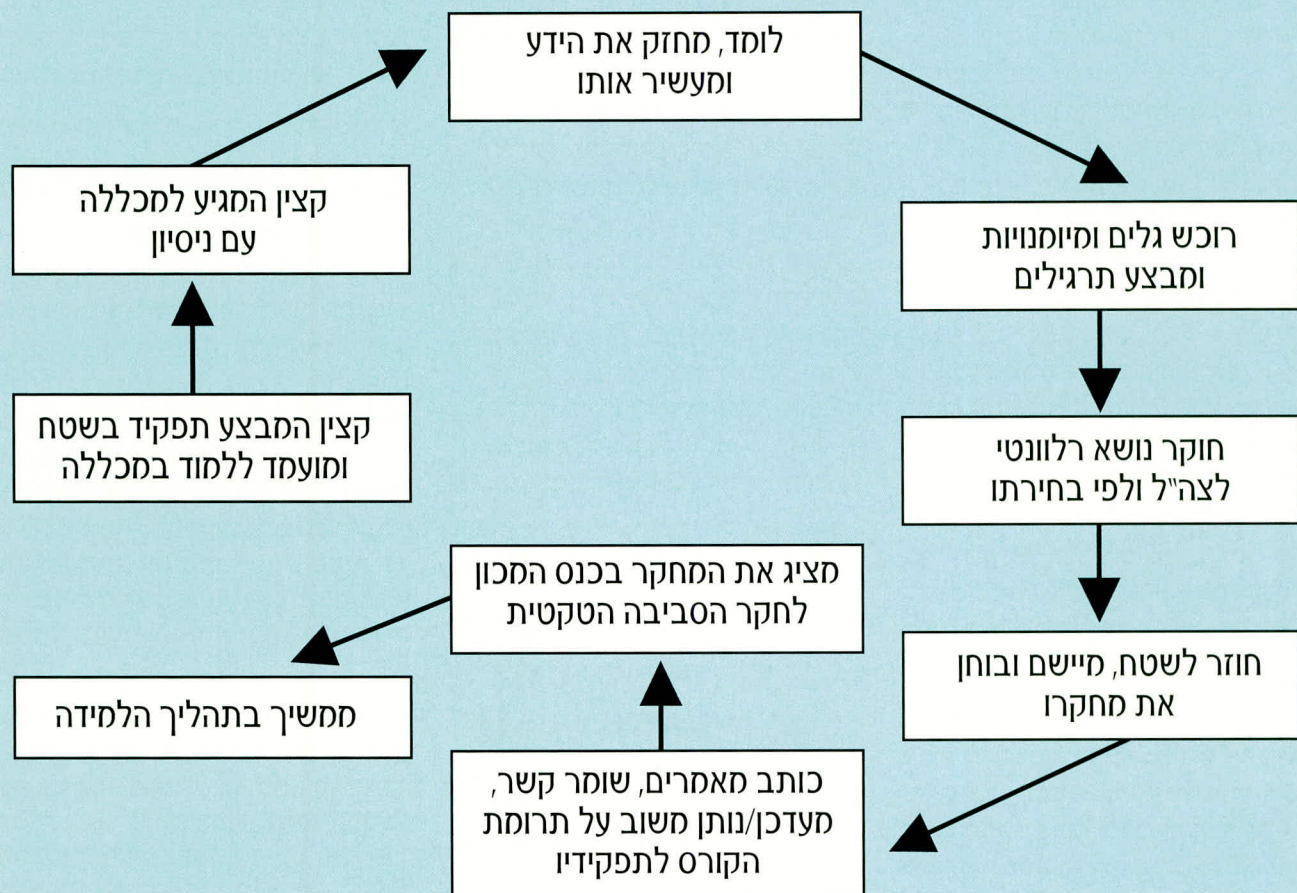 קצין המבצע תפקיד בשטח
ומועמד ללמוד במכללה
קצין המגיע למכללה
עם ניסיון
לומד, מחזק את הידע
ומעשיר אותו
רוכש גלים ומיומנויות
ומבצע תרגילים
חוקר נושא רלוונטי
לצה"ל ולפי בחירתו
חוזר לשטח, מיישם ובוחן
את מחקרו
כותב מאמרים, שומר קשר,
מעדכן/נותן משוב על תרומת
הקורס לתפקידיו
מציג את המחקר בכנס המכון
לחקר הסביבה הטקטית
ממשיך בתהליך הלמידה